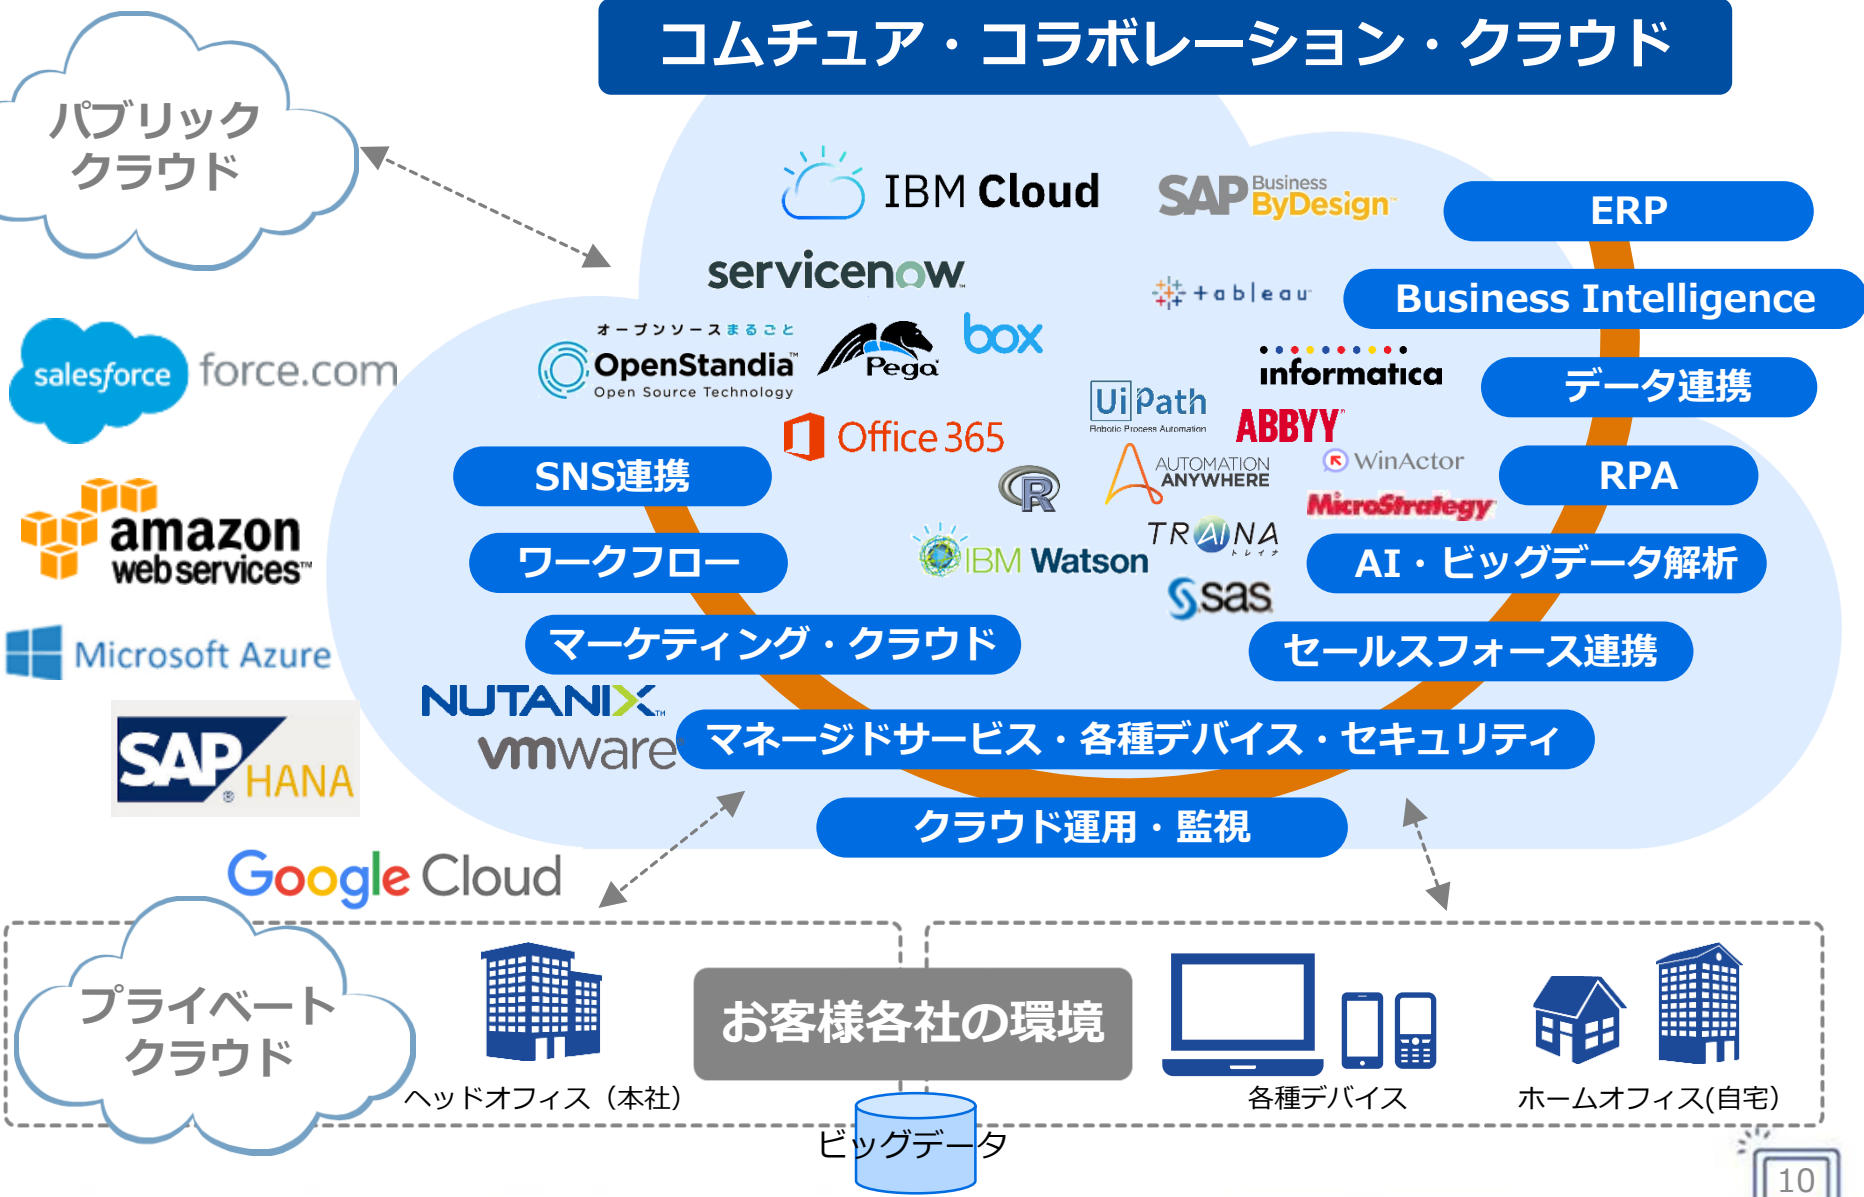 コムチュア・コラボレーション・クラウド
パブリック
クラウド
IBM Cloud
SAP Business ByDesign™
ERP
servicenow™
tableau
Business Intelligence
オープンソースまるごと
OpenStandia™
Open Source Technology
Pega
box
informatica
salesforce
force.com
データ連携
UiPath
Robotic Process Automation
ABBYY
Office 365
SNS連携
R
AUTOMATION
ANYWHERE
WinActor
RPA
MicroStrategy
amazon
web services™
ワークフロー
IBM Watson
TRAINA
トレイナ
AI・ビッグデータ解析
sas
マーケティング・クラウド
セールスフォース連携
Microsoft Azure
NUTANIX™
vmware
マネージドサービス・各種デバイス・セキュリティ
SAP® HANA
クラウド運用・監視
Google Cloud
プライベート
クラウド
お客様各社の環境
ヘッドオフィス（本社）
各種デバイス
ホームオフィス(自宅）
ビッグデータ
10